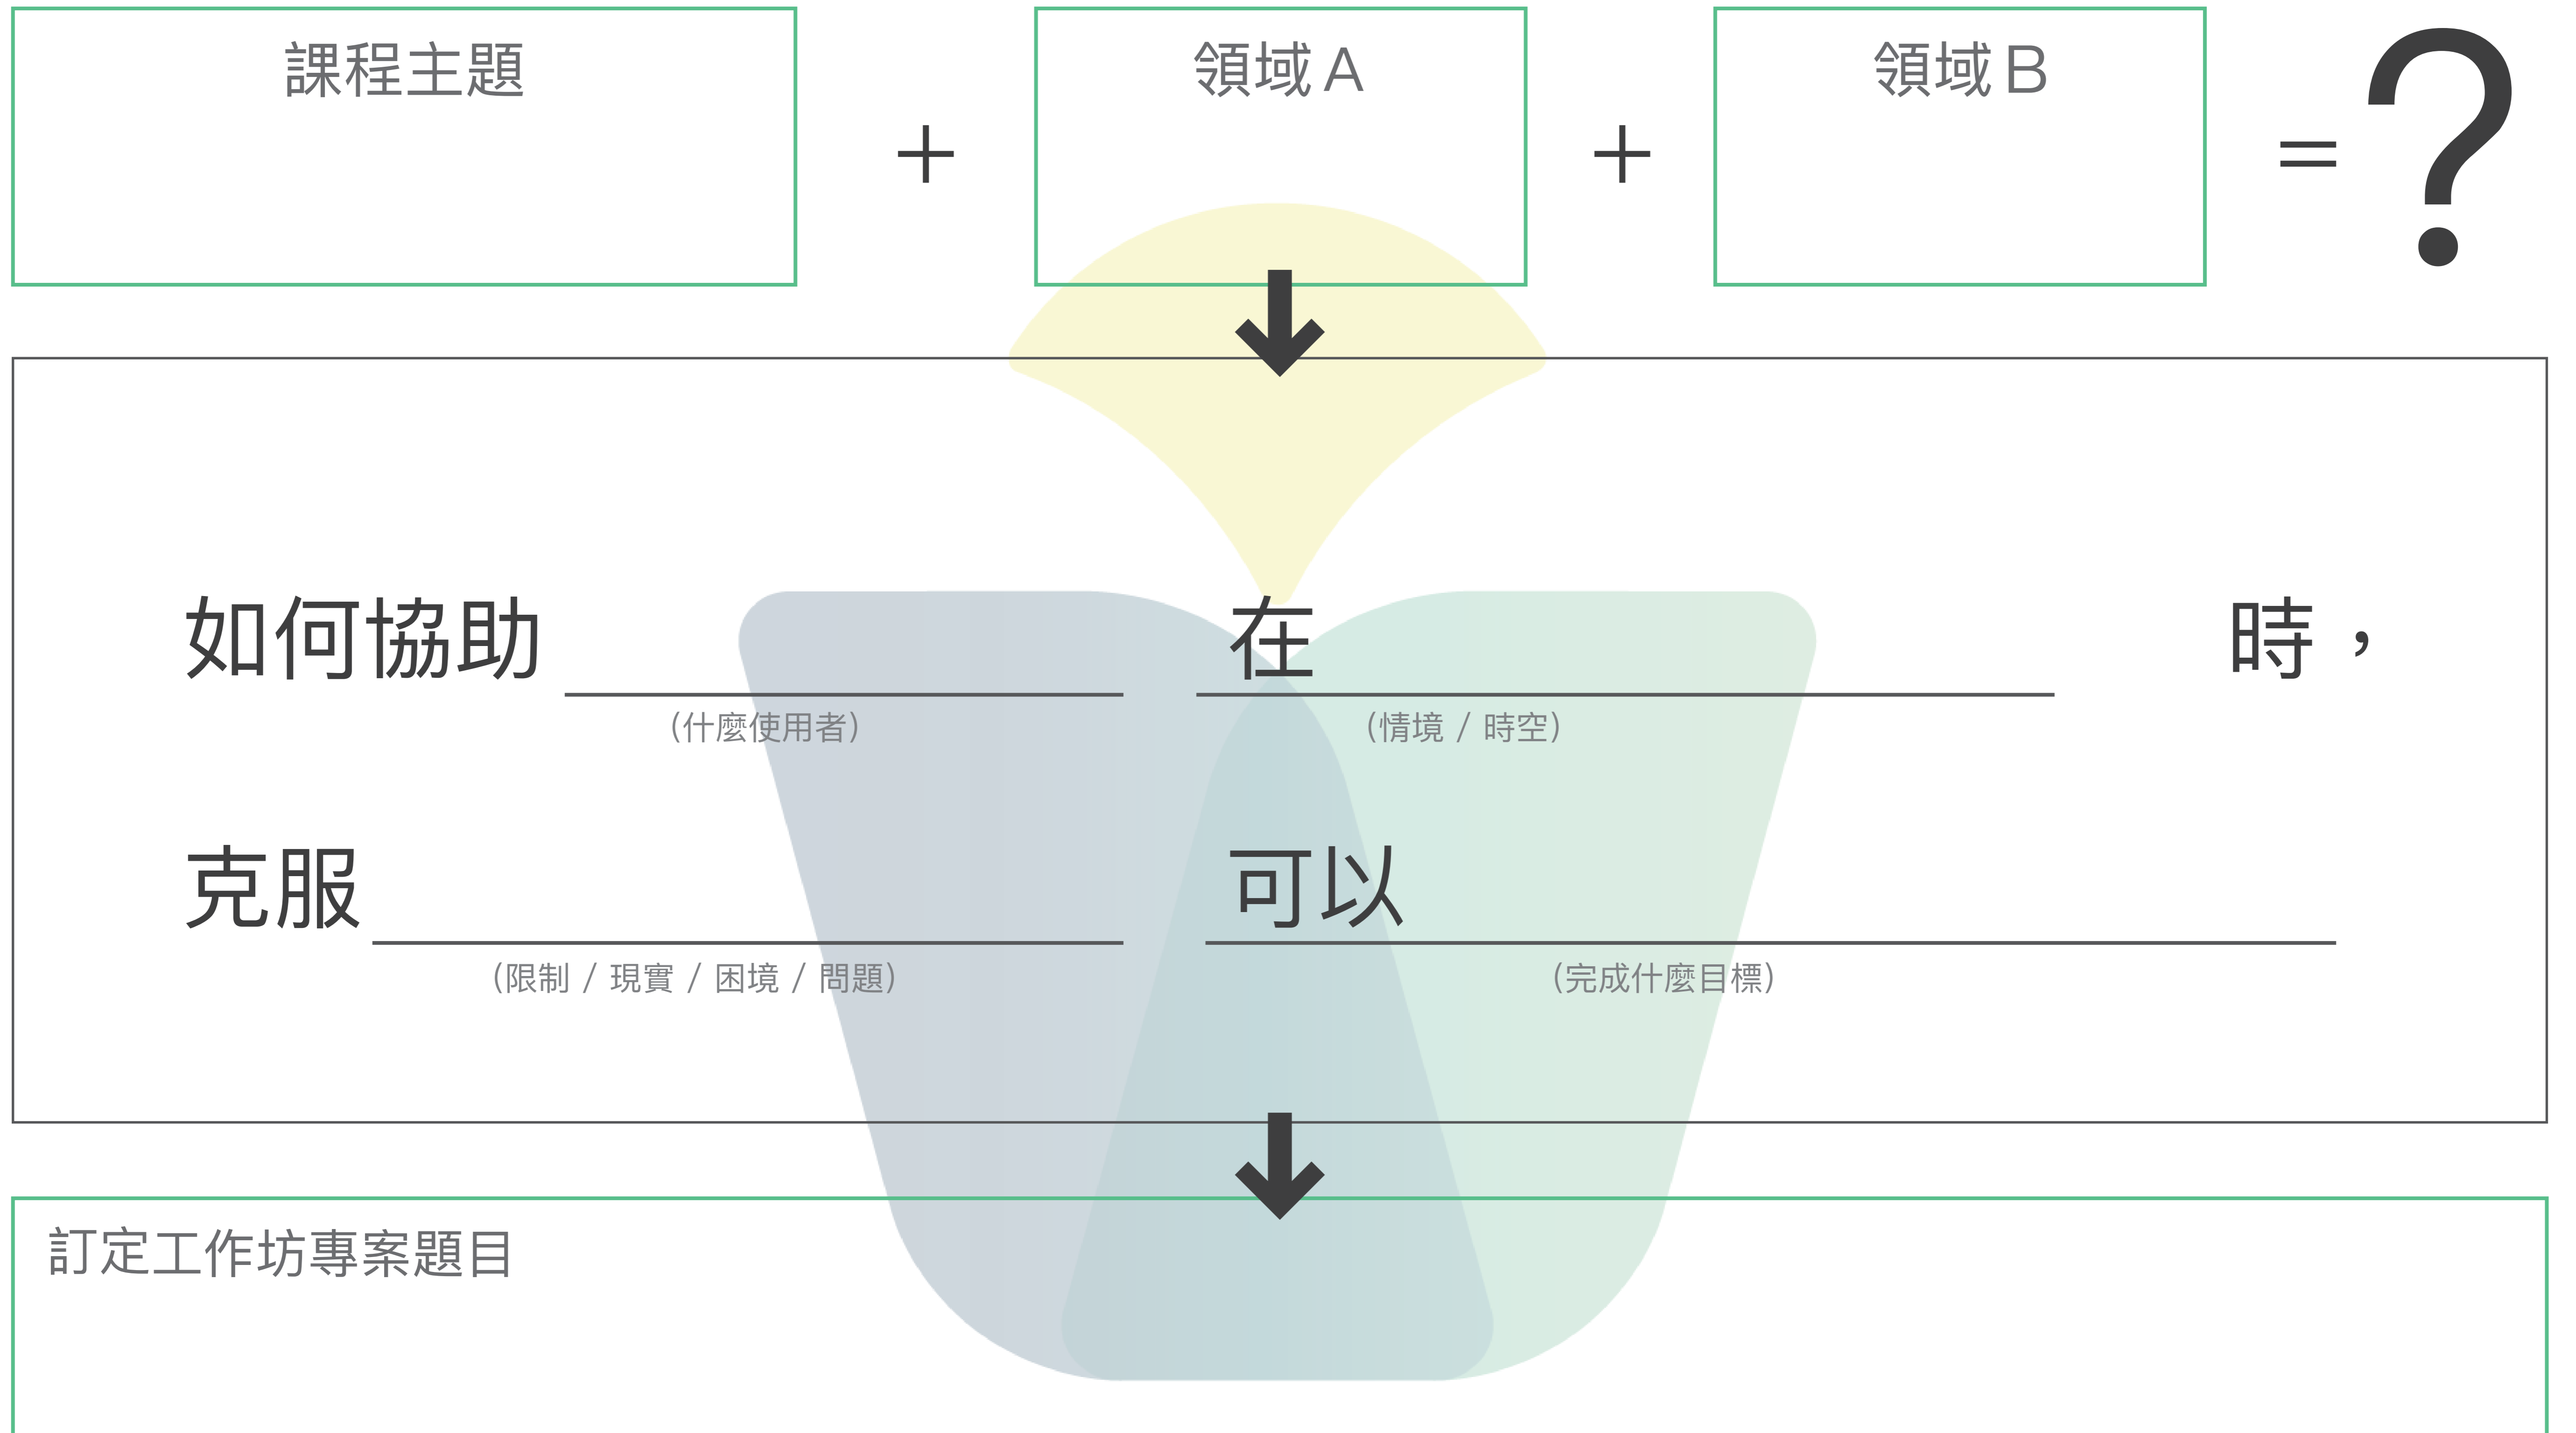 課程主題 + 領域A + 領域B = ?
如何協助 在 時，
(什麼使用者) (情境 / 時空)
克服 可以
(限制 / 現實 / 困境 / 問題) (完成什麼目標)
訂定工作坊專案題目